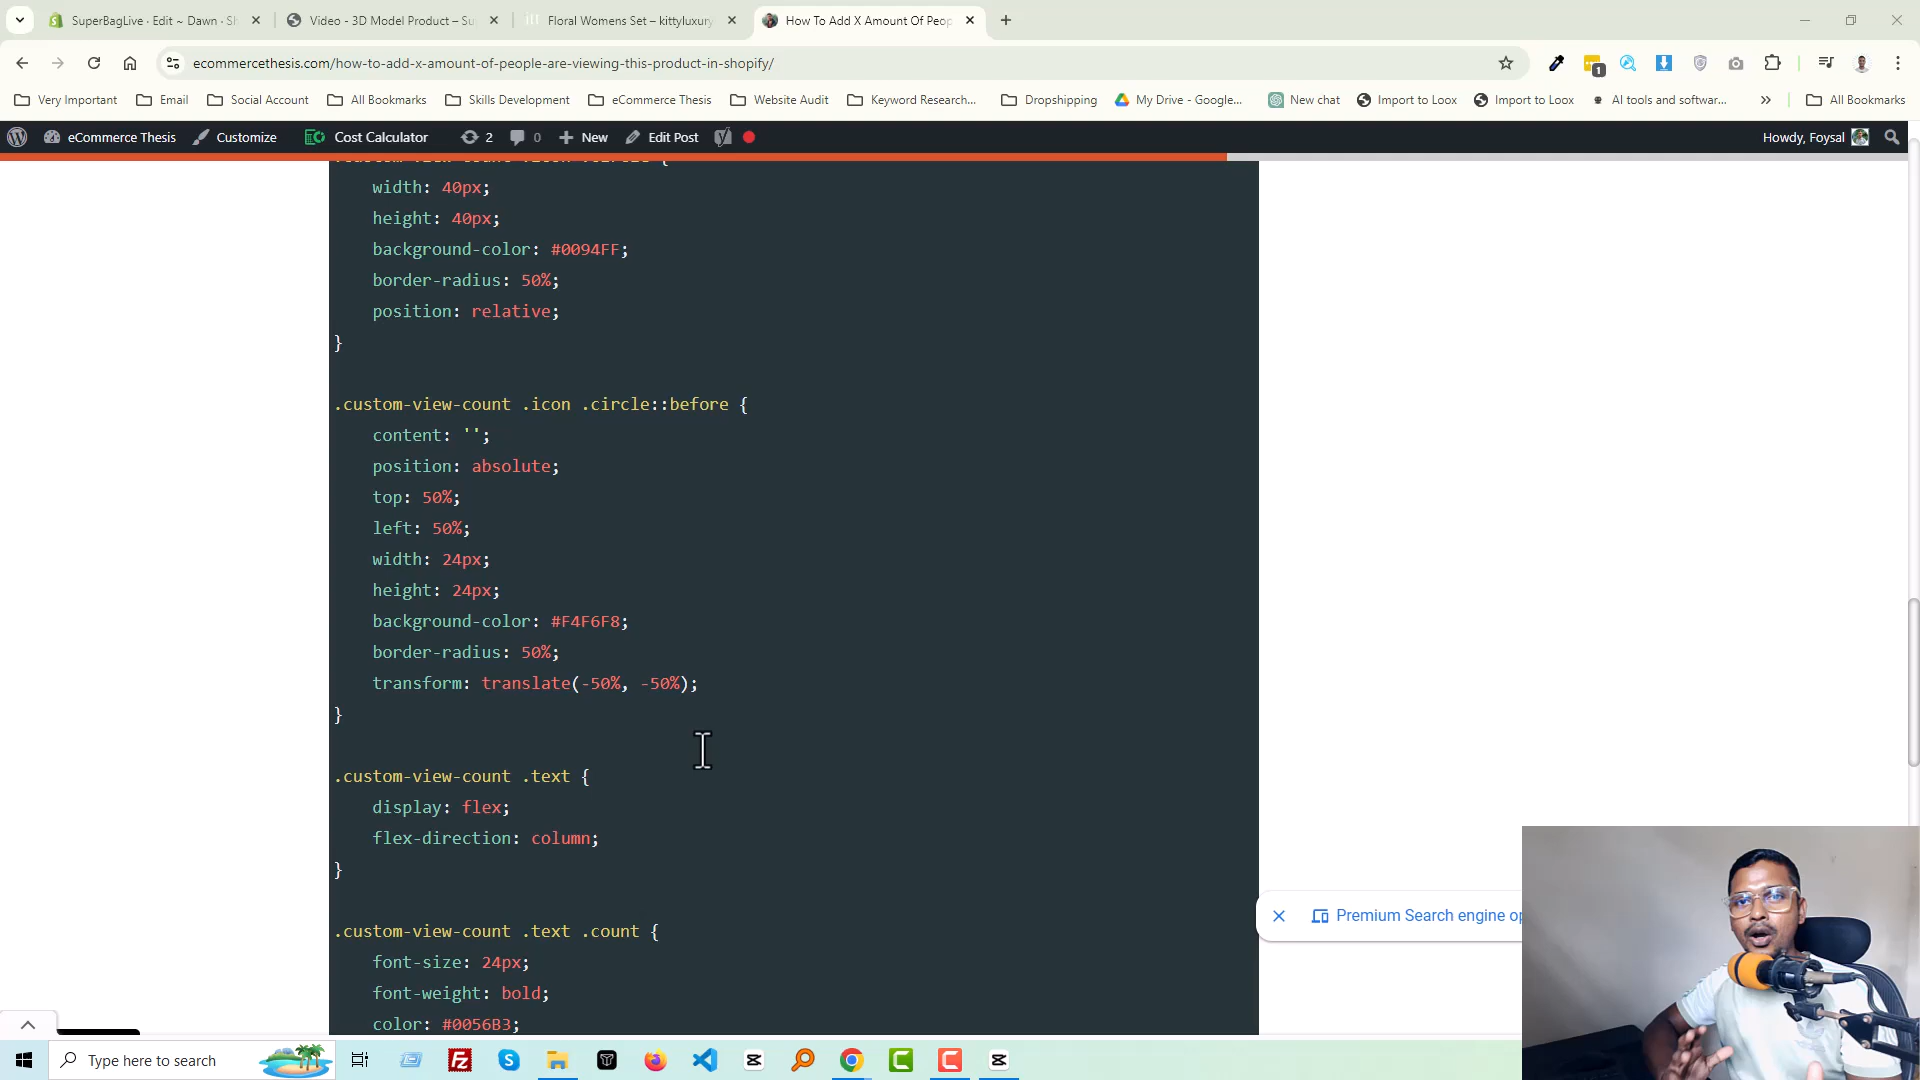 SuperBagLive · Edit ~ Dawn · Sh
Video - 3D Model Product – Su
Floral Womens Set – kittyluxury
How To Add X Amount Of Peop
ecommercethesis.com/how-to-add-x-amount-of-people-are-viewing-this-product-in-shopify/
1
Very Important
Email
Social Account
All Bookmarks
Skills Development
eCommerce Thesis
Website Audit
Keyword Research...
Dropshipping
My Drive - Google...
New chat
Import to Loox
Import to Loox
AI tools and softwar...
»
All Bookmarks
eCommerce Thesis
Customize
Cost Calculator
2
0
New
Edit Post
Howdy, Foysal
.custom-view-count .icon .circle {
width: 40px;
height: 40px;
background-color: #0094FF;
border-radius: 50%;
position: relative;
}
.custom-view-count .icon .circle::before {
content: '';
position: absolute;
top: 50%;
left: 50%;
width: 24px;
height: 24px;
background-color: #F4F6F8;
border-radius: 50%;
transform: translate(-50%, -50%);
}
.custom-view-count .text {
display: flex;
flex-direction: column;
}
.custom-view-count .text .count {
font-size: 24px;
font-weight: bold;
color: #0056B3;
Premium Search engine op
Type here to search